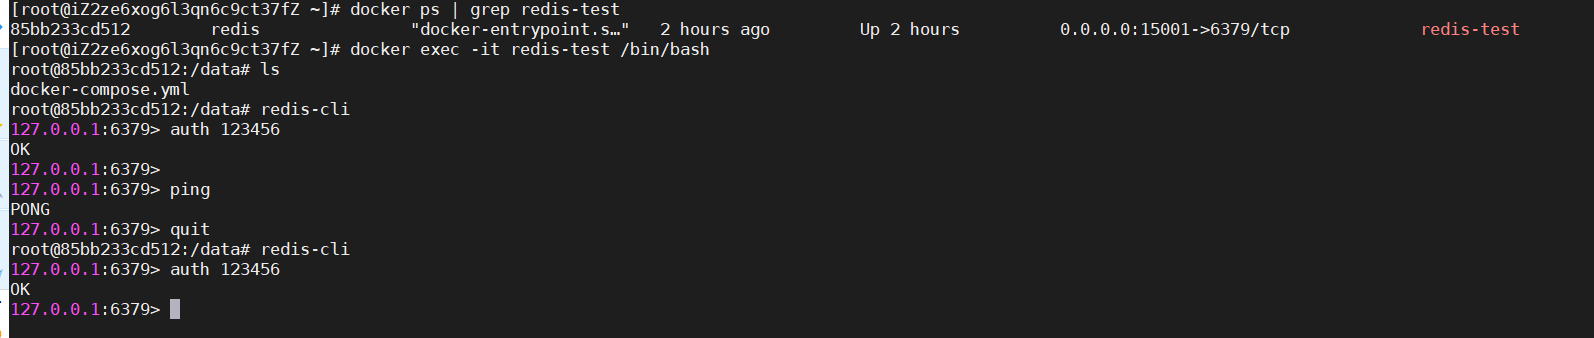 [root@iZ2ze6xog6l3qn6c9ct37fZ ~]# docker ps | grep redis-test
85bb233cd512        redis               "docker-entrypoint.s…"   2 hours ago         Up 2 hours          0.0.0.0:15001->6379/tcp             redis-test
[root@iZ2ze6xog6l3qn6c9ct37fZ ~]# docker exec -it redis-test /bin/bash
root@85bb233cd512:/data# ls
docker-compose.yml
root@85bb233cd512:/data# redis-cli
127.0.0.1:6379> auth 123456
OK
127.0.0.1:6379>
127.0.0.1:6379> ping
PONG
127.0.0.1:6379> quit
root@85bb233cd512:/data# redis-cli
127.0.0.1:6379> auth 123456
OK
127.0.0.1:6379>